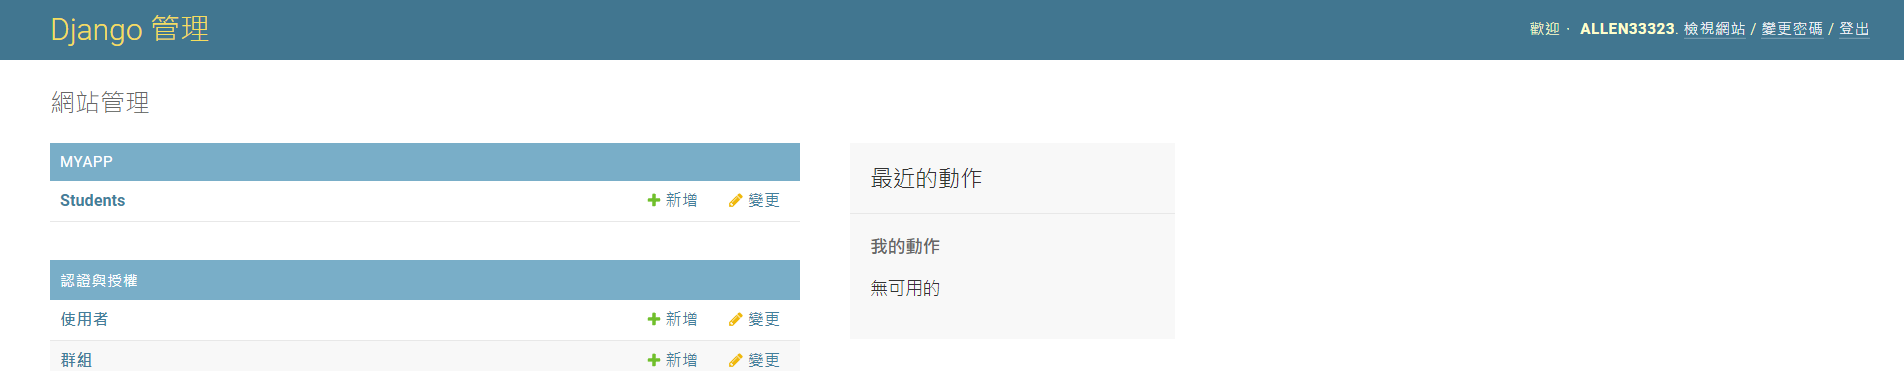 Django 管理
歡迎， ALLEN33323. 檢視網站 / 變更密碼 / 登出
網站管理
MYAPP
Students 新增 變更
認證與授權
使用者 新增 變更
群組 新增 變更
最近的動作
我的動作
無可用的